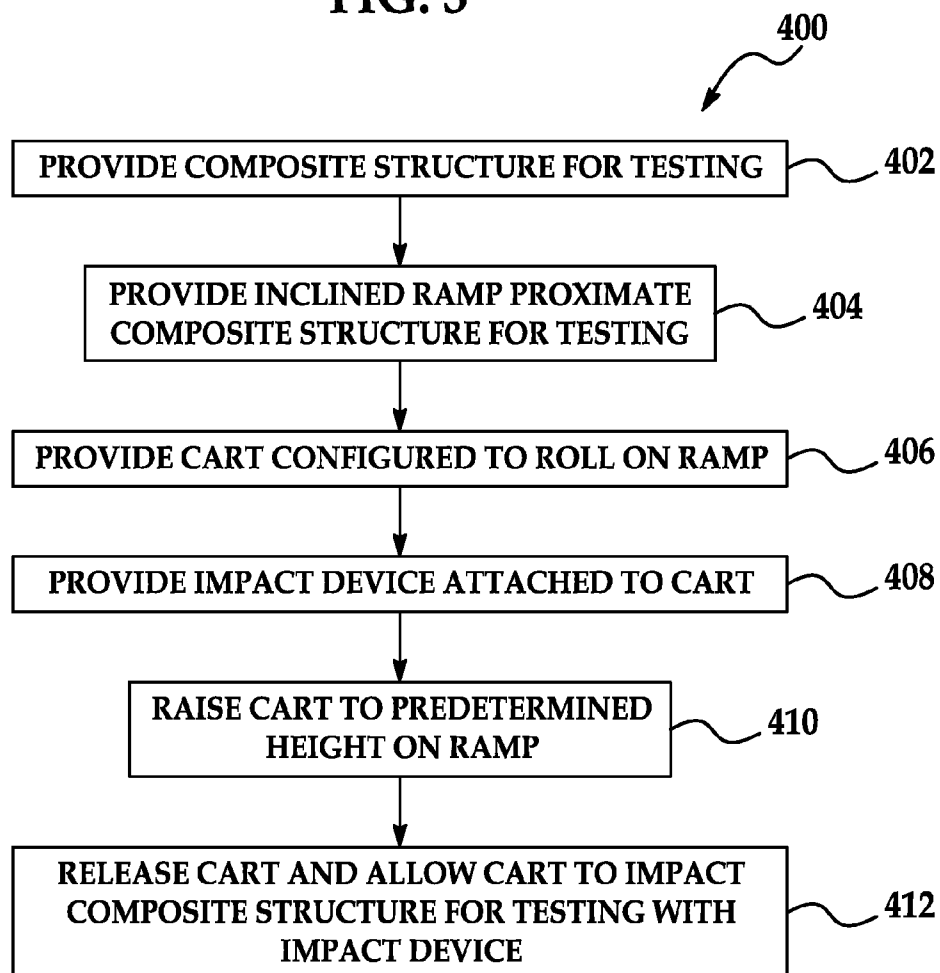 400
PROVIDE COMPOSITE STRUCTURE FOR TESTING
402
PROVIDE INCLINED RAMP PROXIMATE
COMPOSITE STRUCTURE FOR TESTING
404
PROVIDE CART CONFIGURED TO ROLL ON RAMP
406
PROVIDE IMPACT DEVICE ATTACHED TO CART
408
RAISE CART TO PREDETERMINED
HEIGHT ON RAMP
410
RELEASE CART AND ALLOW CART TO IMPACT
COMPOSITE STRUCTURE FOR TESTING WITH
IMPACT DEVICE
412